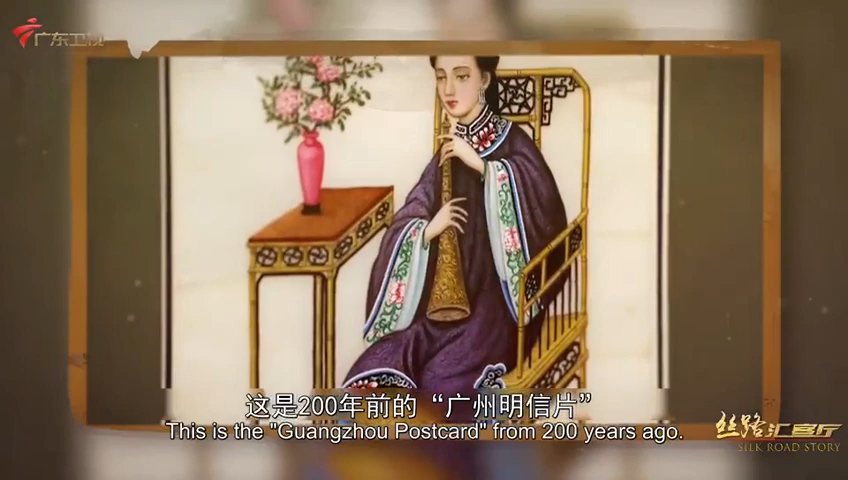 广东卫视
这是200年前的“广州明信片”
This is the "Guangzhou Postcard" from 200 years ago.
丝路汇客厅
SILK ROAD STORY